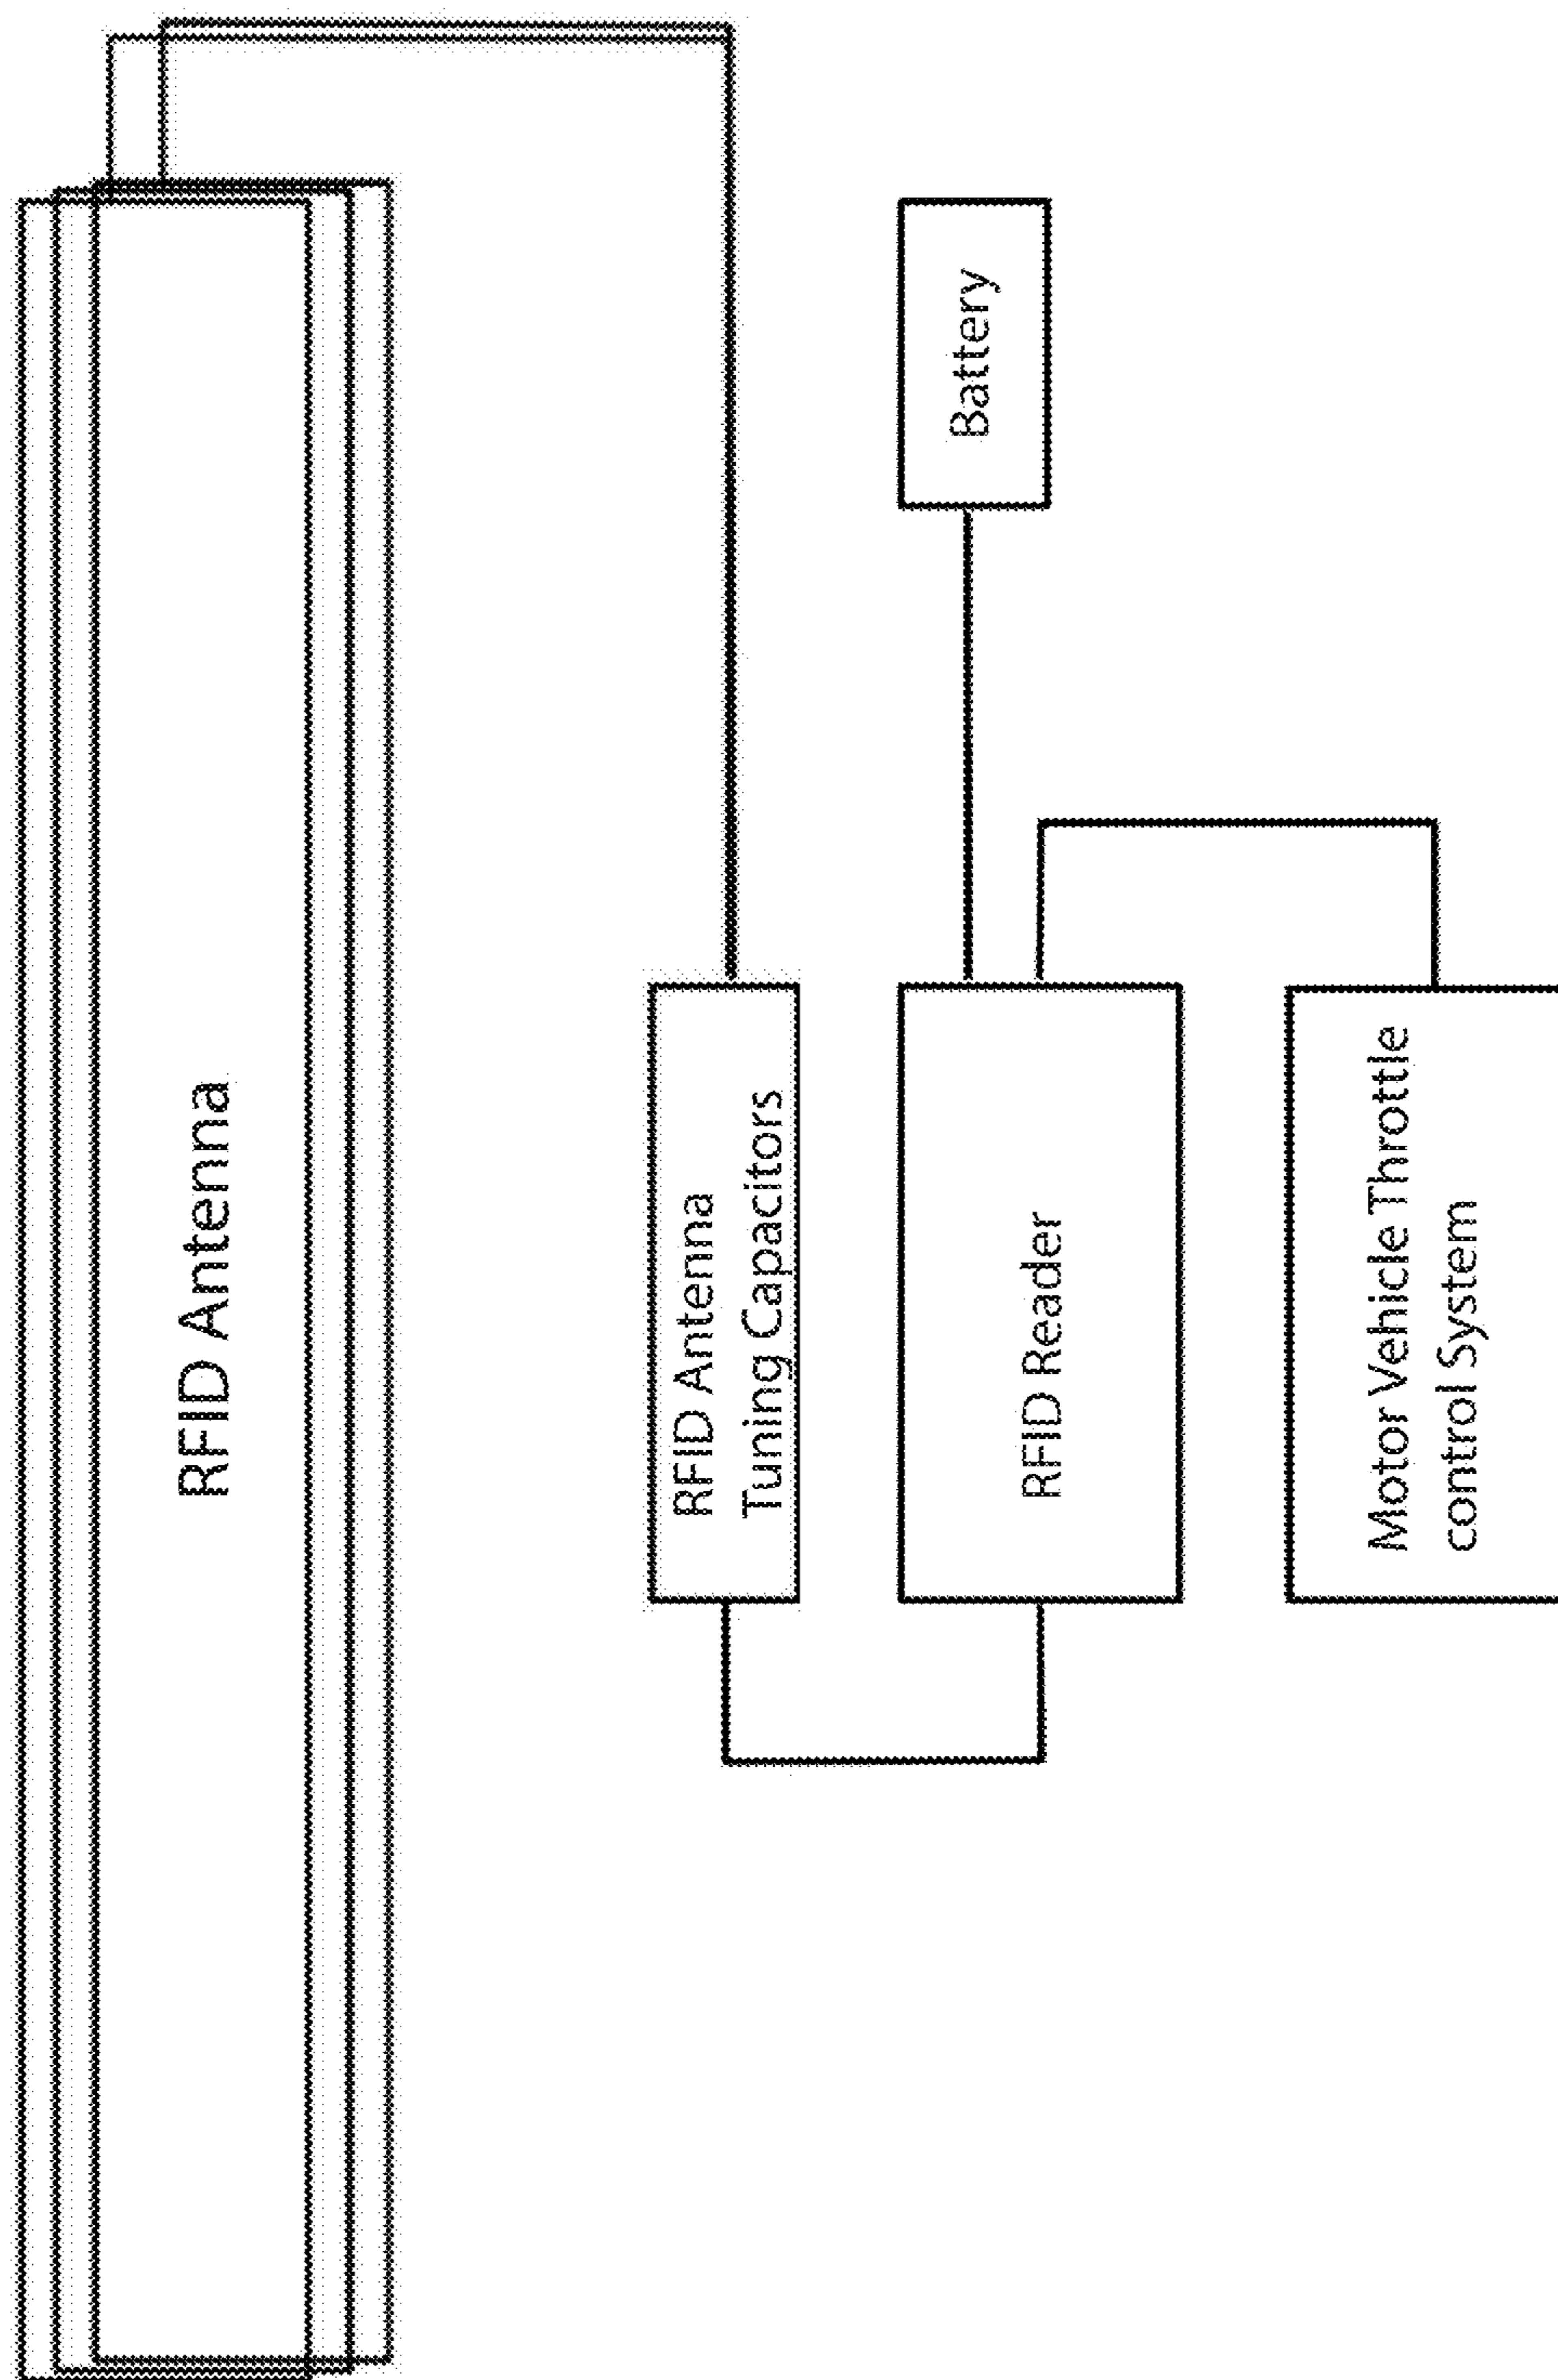 RFID Antenna
RFID Antenna
Tuning Capacitors
Battery
RFID Reader
Motor Vehicle Throttle
control System